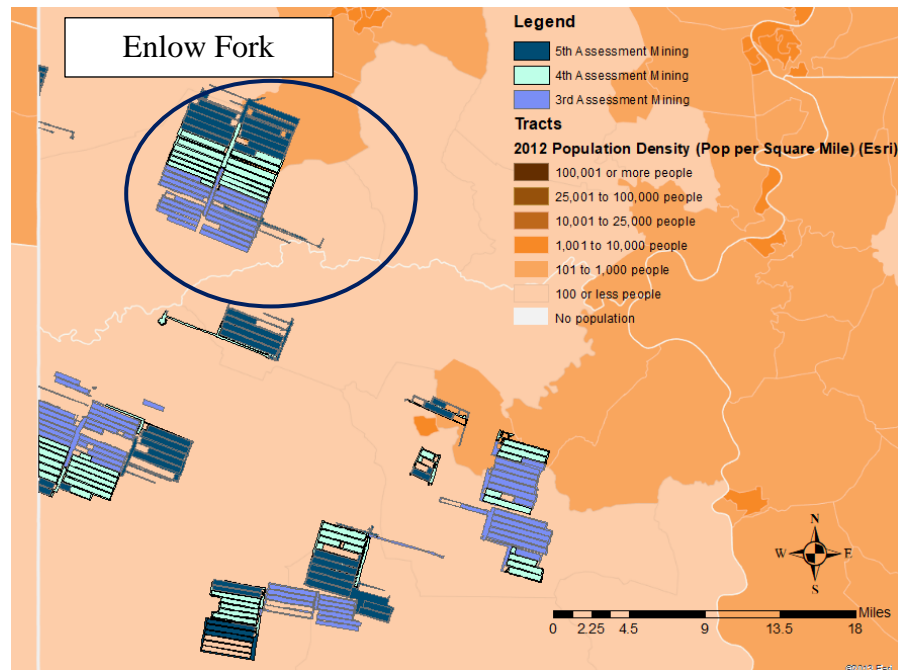 Enlow Fork
Legend
5th Assessment Mining
4th Assessment Mining
3rd Assessment Mining
Tracts
2012 Population Density (Pop per Square Mile) (Esri)
100,001 or more people
25,001 to 100,000 people
10,001 to 25,000 people
1,001 to 10,000 people
101 to 1,000 people
100 or less people
No population
N
W E
S
Miles
0 2.25 4.5 9 13.5 18